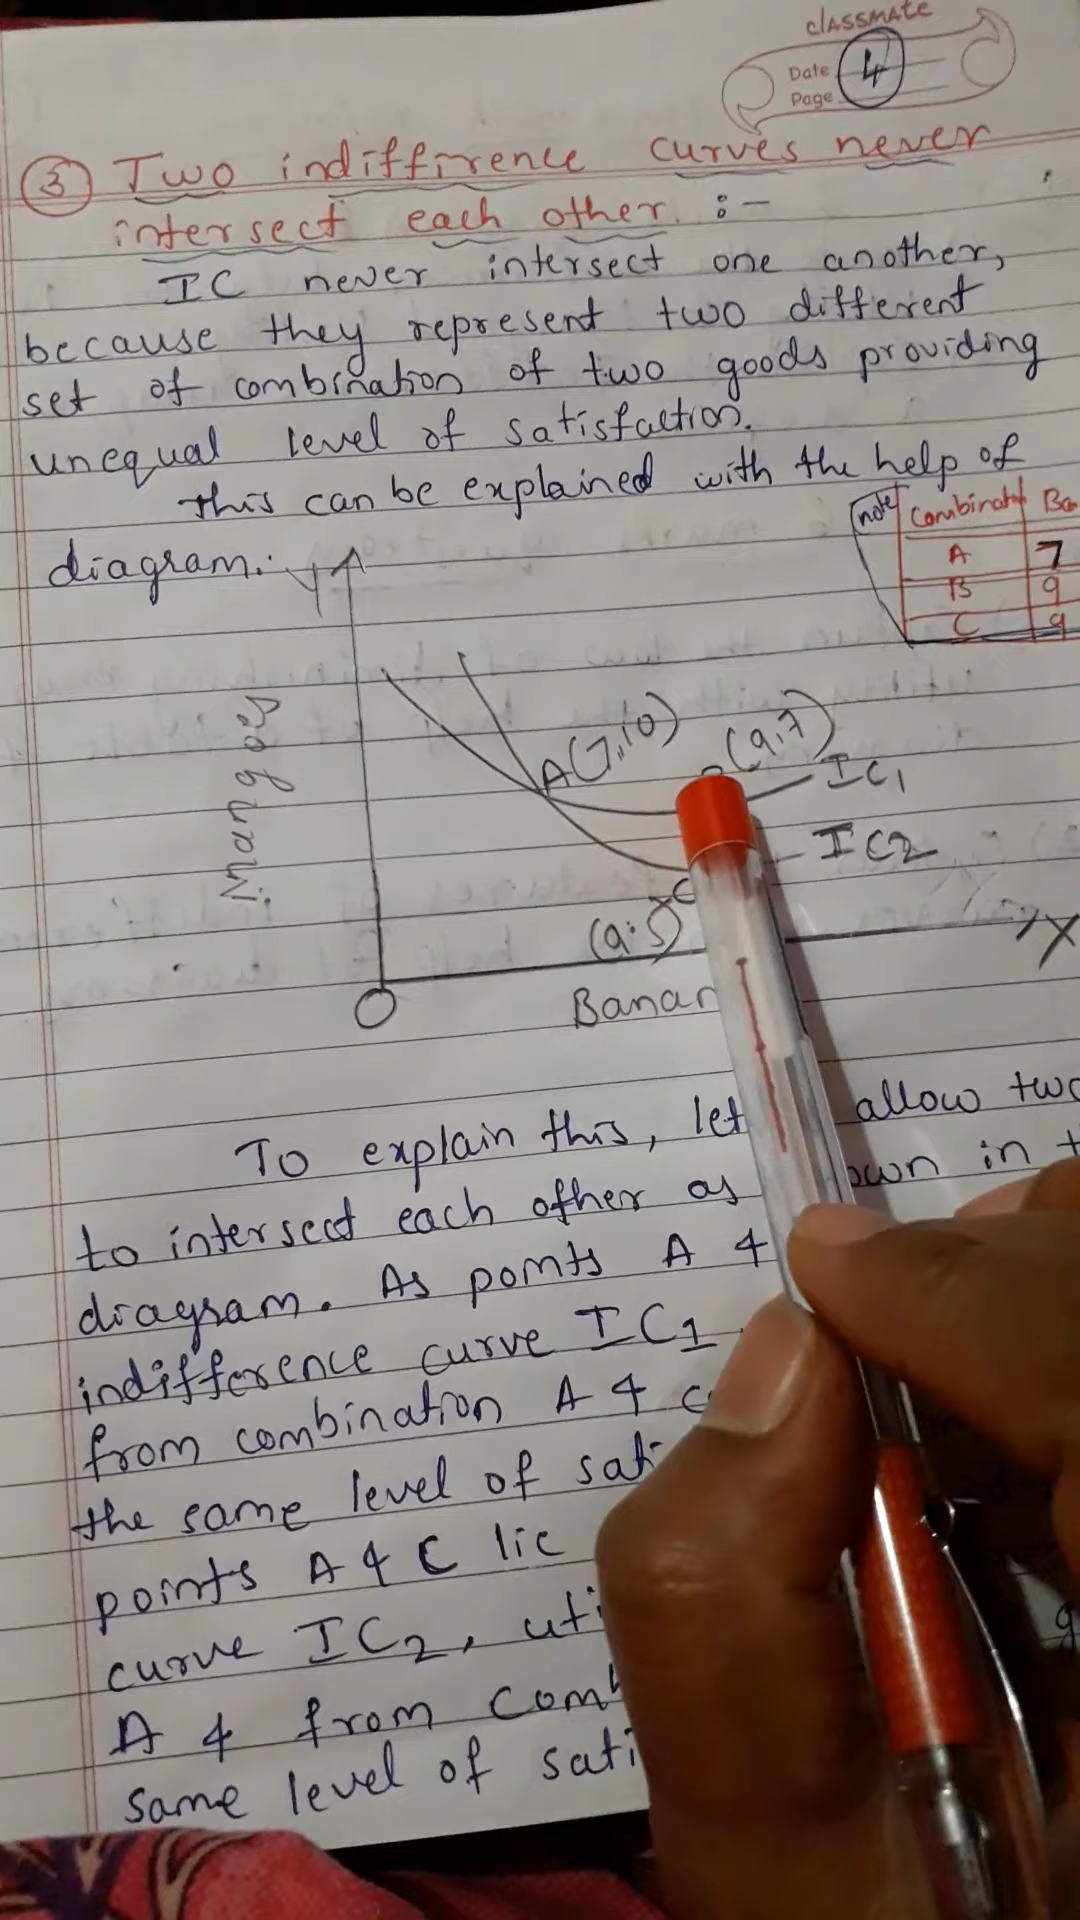 classmate
Date
Page 4
3 Two indiffirence curves never
intersect each other :-
IC never intersect one another,
because they represent two different
set of combination of two goods providing
unequal level of satisfaction.
This can be explained with the help of
diagram.
note Combinat Ba
A 7
B 9
C 9
Y
Mangoes
A(7,10)
(9,7)
IC1
IC2
C
(9,5)
X
O
Banan
To explain this, let allow two
to intersect each other as own in
diagram. As points A &
indifference curve IC1
from combination A &
the same level of sati
points A & C lie
curve IC2, uti
A & from com
same level of sati